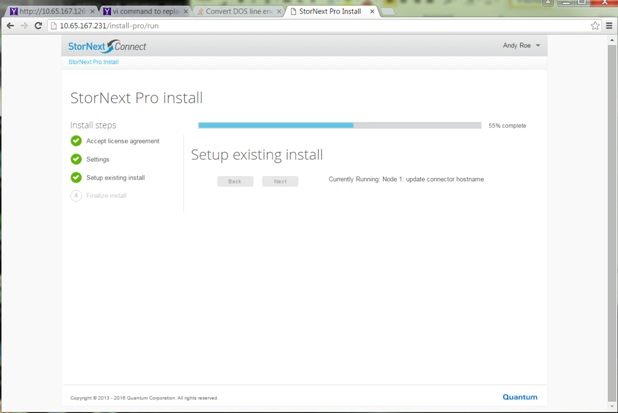 http://10.65.167.12
vi command to repla
Convert DOS line en
StorNext Pro Install
10.65.167.231/install-pro/run
StorNext Connect
Andy Roe
StorNext Pro Install
StorNext Pro install
Install steps
55% complete
Accept license agreement
Settings
Setup existing install
4 Finalize install
Setup existing install
Back
Next
Currently Running: Node 1: update connector hostname
Copyright © 2013 - 2016 Quantum Corporation. All rights reserved.
Quantum